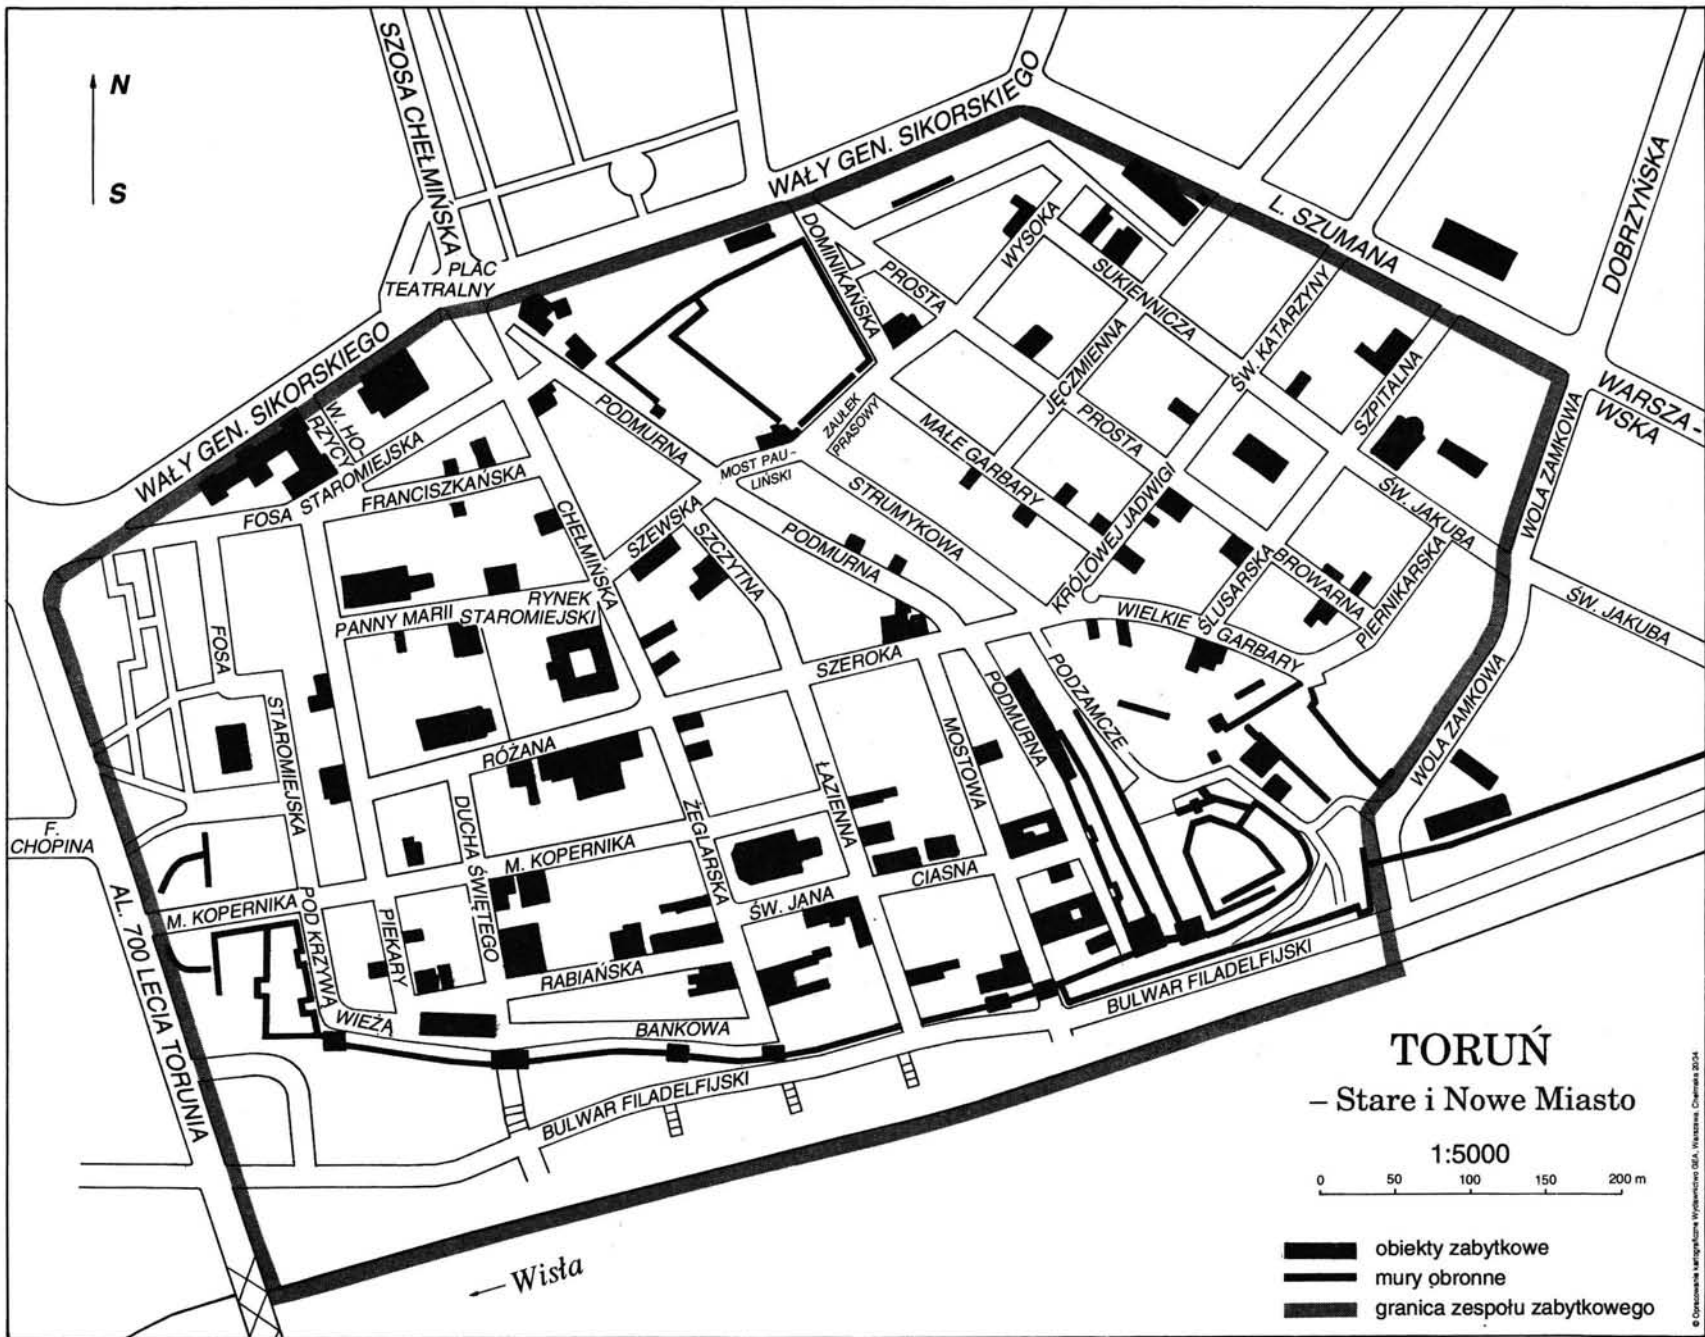 N
S
SZOSA CHEŁMIŃSKA
WAŁY GEN. SIKORSKIEGO
L. SZUMANA
DOBRZYŃSKA
PLAC
TEATRALNY
DOMINIKAŃSKA
PROSTA
WYSOKA
SUKIENNICZA
JĘCZMIENNA
ŚW. KATARZYNY
SZPITALNA
WARSZA-
WSKA
WAŁY GEN. SIKORSKIEGO
W. HO-
RZYCY
FOSA STAROMIEJSKA
FRANCISZKAŃSKA
PODMURNA
ZAUŁEK
PRASOWY
MAŁE GARBARY
PROSTA
MOST PAU-
LIŃSKI
STRUMYKOWA
CHEŁMIŃSKA
SZEWSKA
SZCZYTNA
PODMURNA
KRÓLOWEJ JADWIGI
ŚW. JAKUBA
WOLA ZAMKOWA
ŚLUSARSKA
BROWARNA
PIERNIKARSKA
WIELKIE GARBARY
ŚW. JAKUBA
PANNY MARII
RYNEK
STAROMIEJSKI
FOSA
STAROMIEJSKA
SZEROKA
PODMURNA
PODZAMCZE
WOLA ZAMKOWA
RÓŻANA
MOSTOWA
ŁAZIENNA
ŻEGLARSKA
DUCHA ŚWIĘTEGO
F.
CHOPINA
M. KOPERNIKA
CIASNA
ŚW. JANA
M. KOPERNIKA
POD KRZYWĄ
WIEŻĄ
PIEKARY
RABIAŃSKA
BANKOWA
AL. 700 LECIA TORUNIA
BULWAR FILADELFIJSKI
BULWAR FILADELFIJSKI
Wisła
TORUŃ
– Stare i Nowe Miasto
1:5000
0 50 100 150 200 m
obiekty zabytkowe
mury obronne
granica zespołu zabytkowego